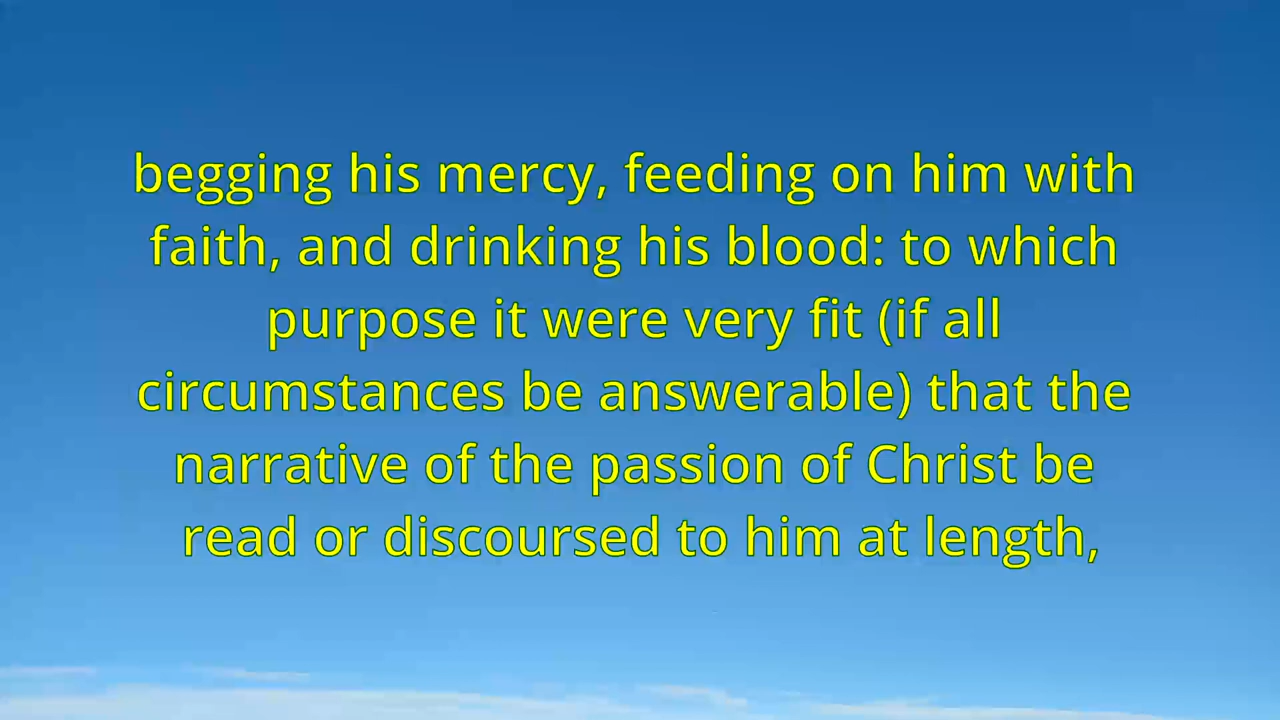 begging his mercy, feeding on him with
faith, and drinking his blood: to which
purpose it were very fit (if all
circumstances be answerable) that the
narrative of the passion of Christ be
read or discoursed to him at length,